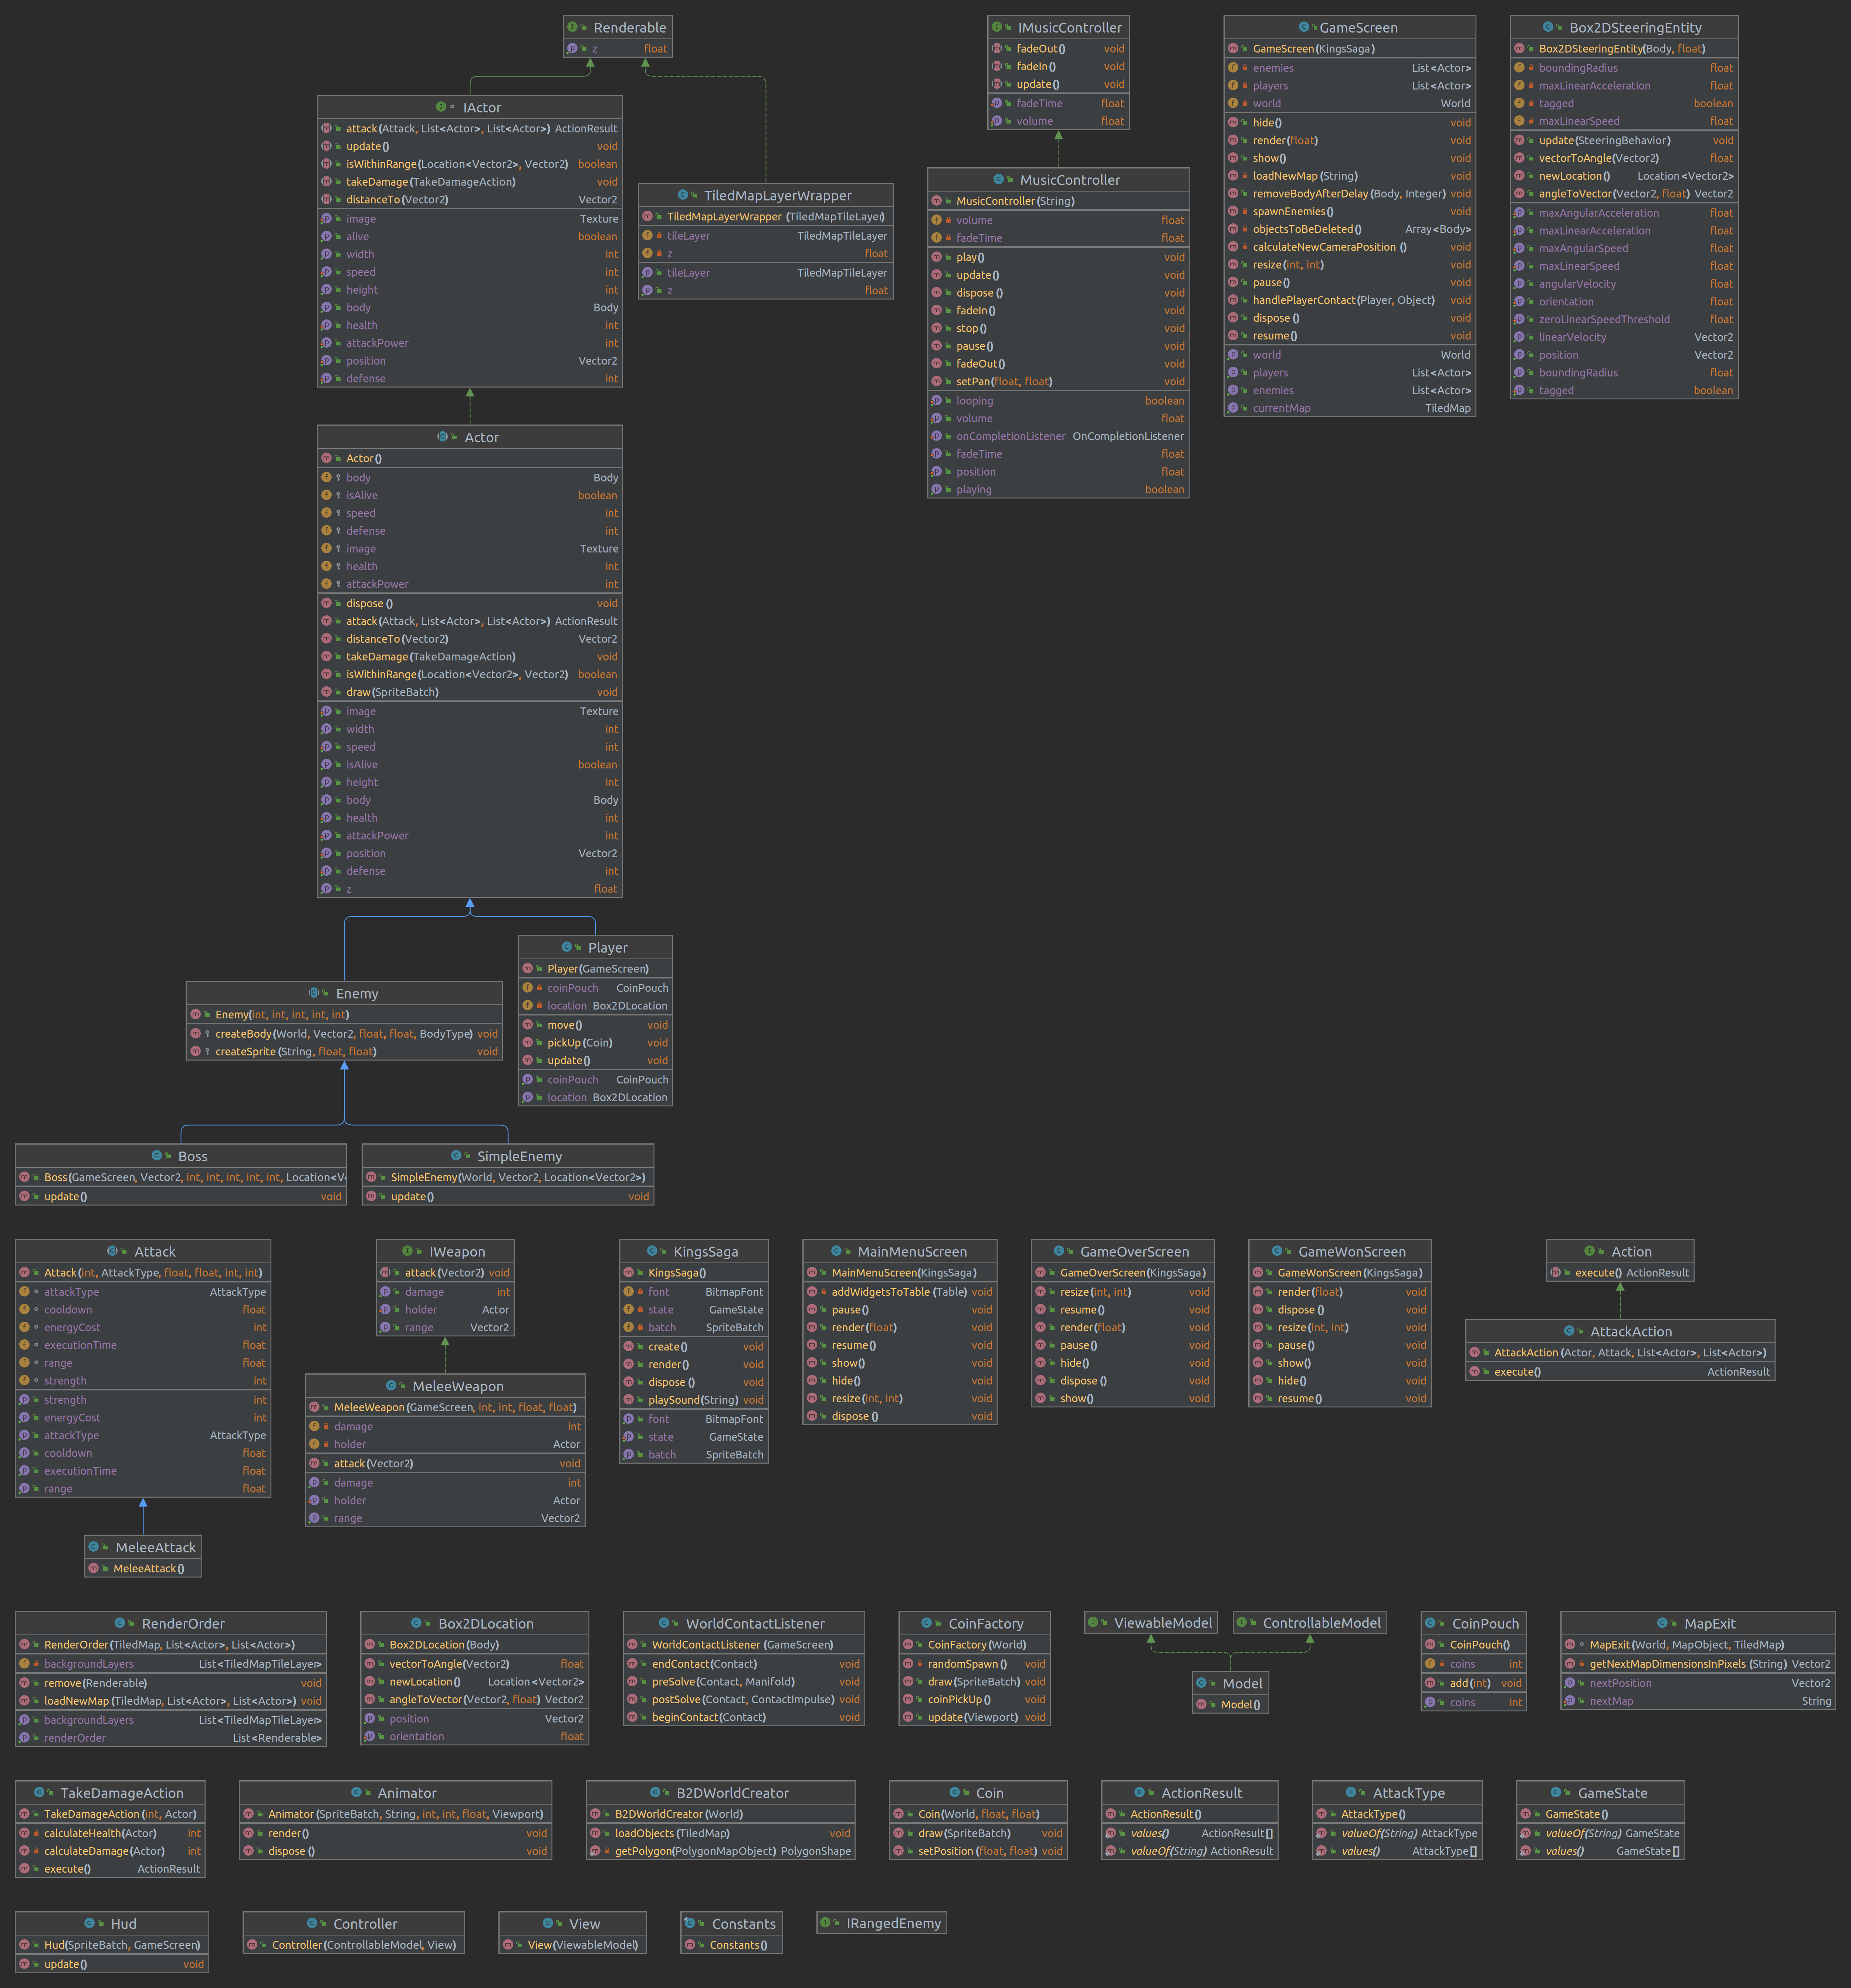 Renderable
z float
IActor
attack(Attack, List<Actor>, List<Actor>) ActionResult
update() void
isWithinRange(Location<Vector2>, Vector2) boolean
takeDamage(TakeDamageAction) void
distanceTo(Vector2) Vector2
image Texture
alive boolean
width int
speed int
height int
body Body
health int
attackPower int
position Vector2
defense int
TiledMapLayerWrapper
TiledMapLayerWrapper (TiledMapTileLayer)
tileLayer TiledMapTileLayer
z float
tileLayer TiledMapTileLayer
z float
IMusicController
fadeOut() void
fadeIn() void
update() void
fadeTime float
volume float
MusicController
MusicController(String)
volume float
fadeTime float
play() void
update() void
dispose () void
fadeIn() void
stop() void
pause() void
fadeOut() void
setPan(float, float) void
looping boolean
volume float
onCompletionListener OnCompletionListener
fadeTime float
position float
playing boolean
GameScreen
GameScreen(KingsSaga)
enemies List<Actor>
players List<Actor>
world World
hide() void
render(float) void
show() void
loadNewMap(String) void
removeBodyAfterDelay(Body, Integer) void
spawnEnemies() void
objectsToBeDeleted() Array<Body>
calculateNewCameraPosition () void
resize(int, int) void
pause() void
handlePlayerContact(Player, Object) void
dispose () void
resume() void
world World
players List<Actor>
enemies List<Actor>
currentMap TiledMap
Box2DSteeringEntity
Box2DSteeringEntity(Body, float)
boundingRadius float
maxLinearAcceleration float
tagged boolean
maxLinearSpeed float
update(SteeringBehavior) void
vectorToAngle(Vector2) float
newLocation() Location<Vector2>
angleToVector(Vector2, float) Vector2
maxAngularAcceleration float
maxLinearAcceleration float
maxAngularSpeed float
maxLinearSpeed float
angularVelocity float
orientation float
zeroLinearSpeedThreshold float
linearVelocity Vector2
position Vector2
boundingRadius float
tagged boolean
Actor
Actor()
body Body
isAlive boolean
speed int
defense int
image Texture
health int
attackPower int
dispose () void
attack(Attack, List<Actor>, List<Actor>) ActionResult
distanceTo(Vector2) Vector2
takeDamage(TakeDamageAction) void
isWithinRange(Location<Vector2>, Vector2) boolean
draw(SpriteBatch) void
image Texture
width int
speed int
isAlive boolean
height int
body Body
health int
attackPower int
position Vector2
defense int
z float
Player
Player(GameScreen)
coinPouch CoinPouch
location Box2DLocation
move() void
pickUp(Coin) void
update() void
coinPouch CoinPouch
location Box2DLocation
Enemy
Enemy(int, int, int, int, int)
createBody(World, Vector2, float, float, BodyType) void
createSprite(String, float, float) void
Boss
Boss(GameScreen, Vector2, int, int, int, int, int, Location<V
update() void
SimpleEnemy
SimpleEnemy(World, Vector2, Location<Vector2>)
update() void
Attack
Attack(int, AttackType, float, float, int, int)
attackType AttackType
cooldown float
energyCost int
executionTime float
range float
strength int
strength int
energyCost int
attackType AttackType
cooldown float
executionTime float
range float
MeleeAttack
MeleeAttack()
IWeapon
attack(Vector2) void
damage int
holder Actor
range Vector2
MeleeWeapon
MeleeWeapon(GameScreen, int, int, float, float)
damage int
holder Actor
attack(Vector2) void
damage int
holder Actor
range Vector2
KingsSaga
KingsSaga()
font BitmapFont
state GameState
batch SpriteBatch
create() void
render() void
dispose () void
playSound(String) void
font BitmapFont
state GameState
batch SpriteBatch
MainMenuScreen
MainMenuScreen(KingsSaga)
addWidgetsToTable (Table) void
pause() void
render(float) void
resume() void
show() void
hide() void
resize(int, int) void
dispose () void
GameOverScreen
GameOverScreen(KingsSaga)
resize(int, int) void
resume() void
render(float) void
pause() void
hide() void
dispose () void
show() void
GameWonScreen
GameWonScreen(KingsSaga)
render(float) void
dispose () void
resize(int, int) void
pause() void
show() void
hide() void
resume() void
Action
execute() ActionResult
AttackAction
AttackAction (Actor, Attack, List<Actor>, List<Actor>)
execute() ActionResult
RenderOrder
RenderOrder(TiledMap, List<Actor>, List<Actor>)
backgroundLayers List<TiledMapTileLayer>
remove(Renderable) void
loadNewMap(TiledMap, List<Actor>, List<Actor>) void
backgroundLayers List<TiledMapTileLayer>
renderOrder List<Renderable>
Box2DLocation
Box2DLocation(Body)
vectorToAngle(Vector2) float
newLocation() Location<Vector2>
angleToVector(Vector2, float) Vector2
position Vector2
orientation float
WorldContactListener
WorldContactListener (GameScreen)
endContact(Contact) void
preSolve(Contact, Manifold) void
postSolve(Contact, ContactImpulse) void
beginContact(Contact) void
CoinFactory
CoinFactory(World)
randomSpawn() void
draw(SpriteBatch) void
coinPickUp() void
update(Viewport) void
ViewableModel
ControllableModel
Model
Model()
CoinPouch
CoinPouch()
coins int
add(int) void
coins int
MapExit
MapExit(World, MapObject, TiledMap)
getNextMapDimensionsInPixels (String) Vector2
nextPosition Vector2
nextMap String
TakeDamageAction
TakeDamageAction(int, Actor)
calculateHealth(Actor) int
calculateDamage(Actor) int
execute() ActionResult
Animator
Animator(SpriteBatch, String, int, int, float, Viewport)
render() void
dispose () void
B2DWorldCreator
B2DWorldCreator(World)
loadObjects (TiledMap) void
getPolygon(PolygonMapObject) PolygonShape
Coin
Coin(World, float, float)
draw(SpriteBatch) void
setPosition(float, float) void
ActionResult
ActionResult()
values() ActionResult[]
valueOf(String) ActionResult
AttackType
AttackType()
valueOf(String) AttackType
values() AttackType[]
GameState
GameState()
valueOf(String) GameState
values() GameState[]
Hud
Hud(SpriteBatch, GameScreen)
update() void
Controller
Controller(ControllableModel, View)
View
View(ViewableModel)
Constants
Constants()
IRangedEnemy